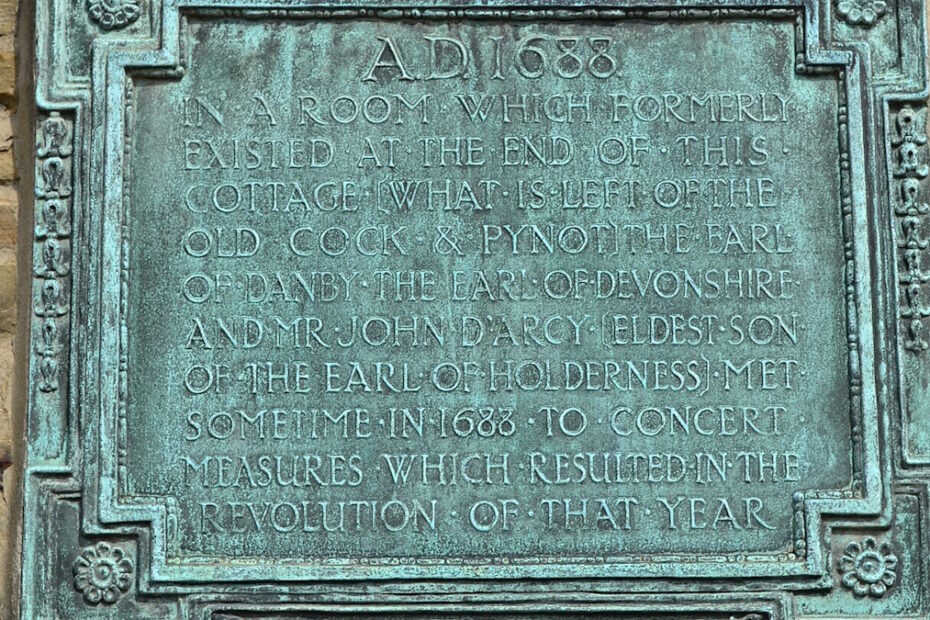 A.D. 1688
IN · A · ROOM · WHICH · FORMERLY ·
EXISTED · AT · THE · END · OF · THIS ·
COTTAGE · [WHAT · IS · LEFT · OF · THE
OLD · COCK · & · PYNOT] THE · EARL
OF · DANBY · THE · EARL · OF · DEVONSHIRE ·
AND · MR · JOHN · D'ARCY · [ELDEST · SON
OF · THE · EARL · OF · HOLDERNESS] · MET ·
SOMETIME · IN · 1688 · TO · CONCERT ·
MEASURES · WHICH · RESULTED · IN · THE
REVOLUTION · OF · THAT · YEAR